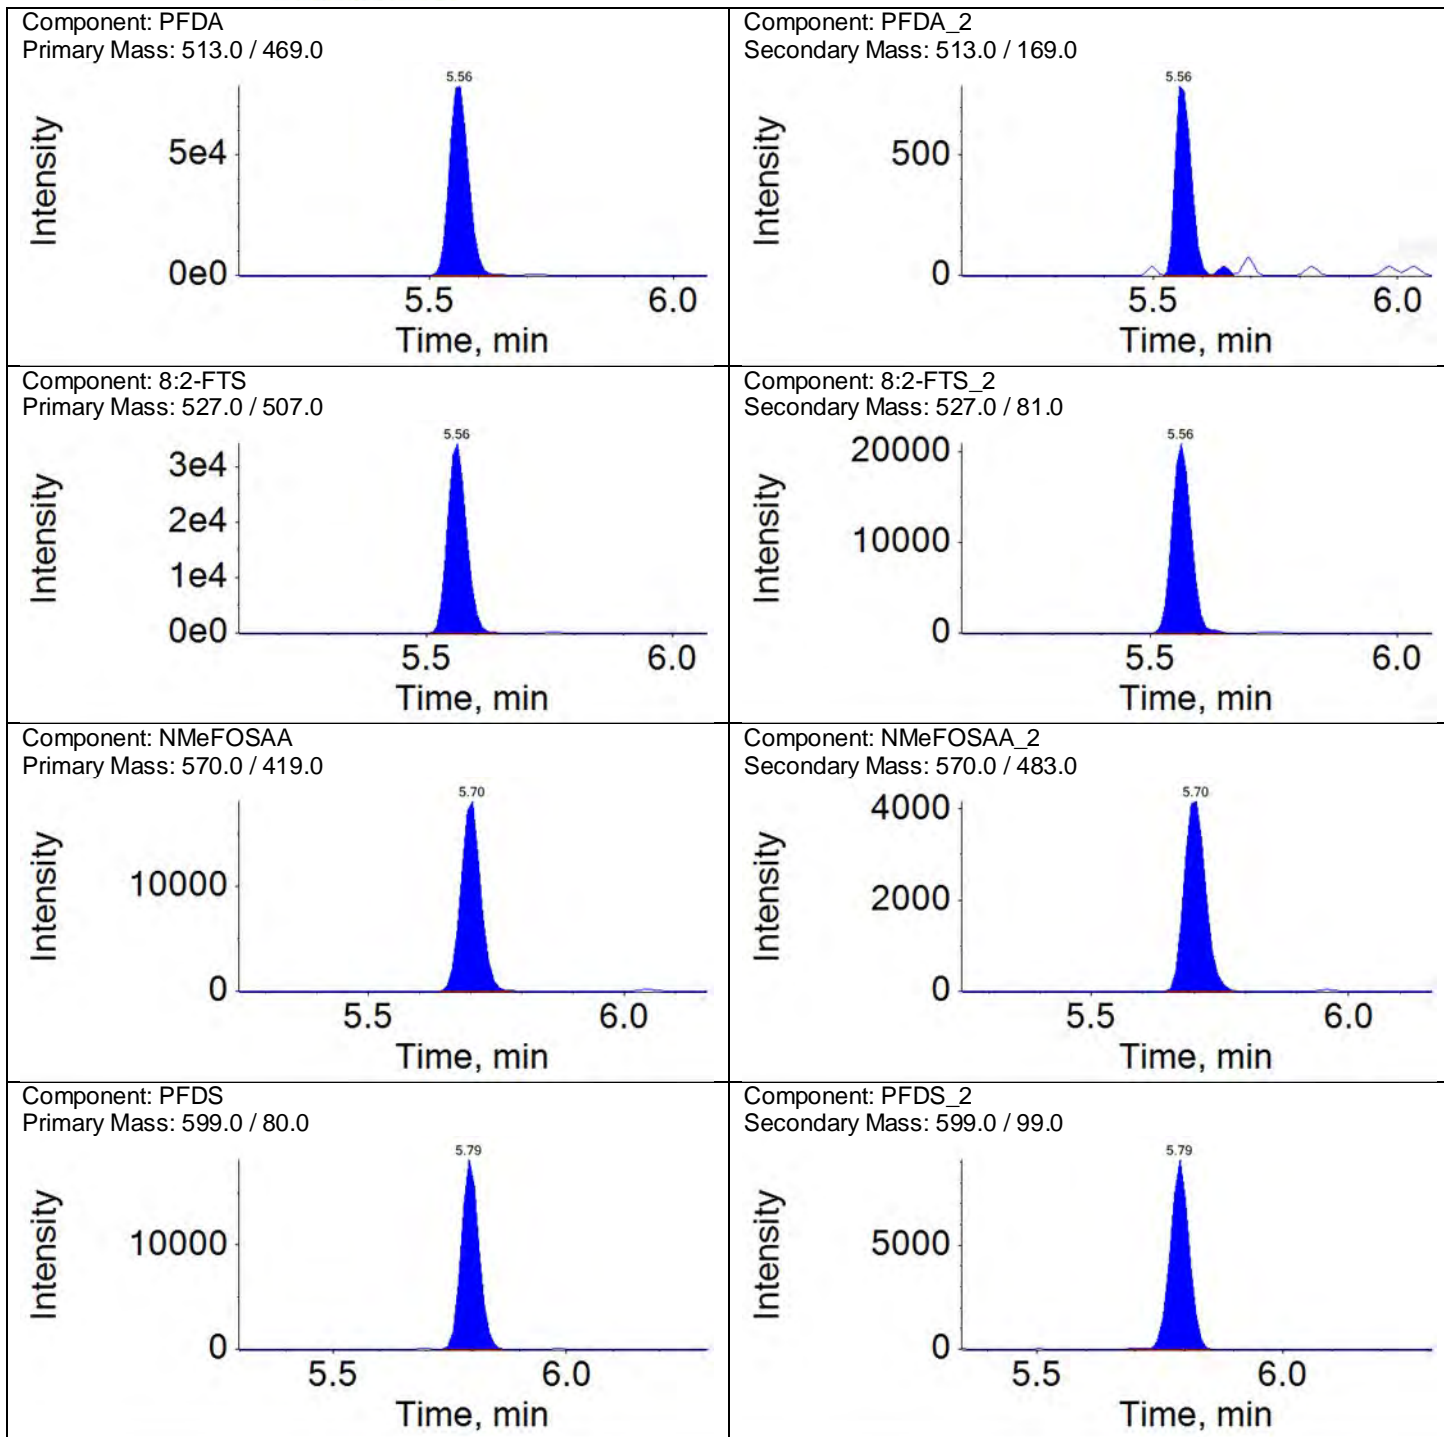 Component: PFDA
Primary Mass: 513.0 / 469.0
5.56
Intensity
5e4
0e0
5.5
6.0
Time, min
Component: PFDA_2
Secondary Mass: 513.0 / 169.0
5.56
Intensity
500
0
5.5
6.0
Time, min
Component: 8:2-FTS
Primary Mass: 527.0 / 507.0
5.56
Intensity
3e4
2e4
1e4
0e0
5.5
6.0
Time, min
Component: 8:2-FTS_2
Secondary Mass: 527.0 / 81.0
5.56
Intensity
20000
10000
0
5.5
6.0
Time, min
Component: NMeFOSAA
Primary Mass: 570.0 / 419.0
5.70
Intensity
10000
0
5.5
6.0
Time, min
Component: NMeFOSAA_2
Secondary Mass: 570.0 / 483.0
5.70
Intensity
4000
2000
0
5.5
6.0
Time, min
Component: PFDS
Primary Mass: 599.0 / 80.0
5.79
Intensity
10000
0
5.5
6.0
Time, min
Component: PFDS_2
Secondary Mass: 599.0 / 99.0
5.79
Intensity
5000
0
5.5
6.0
Time, min